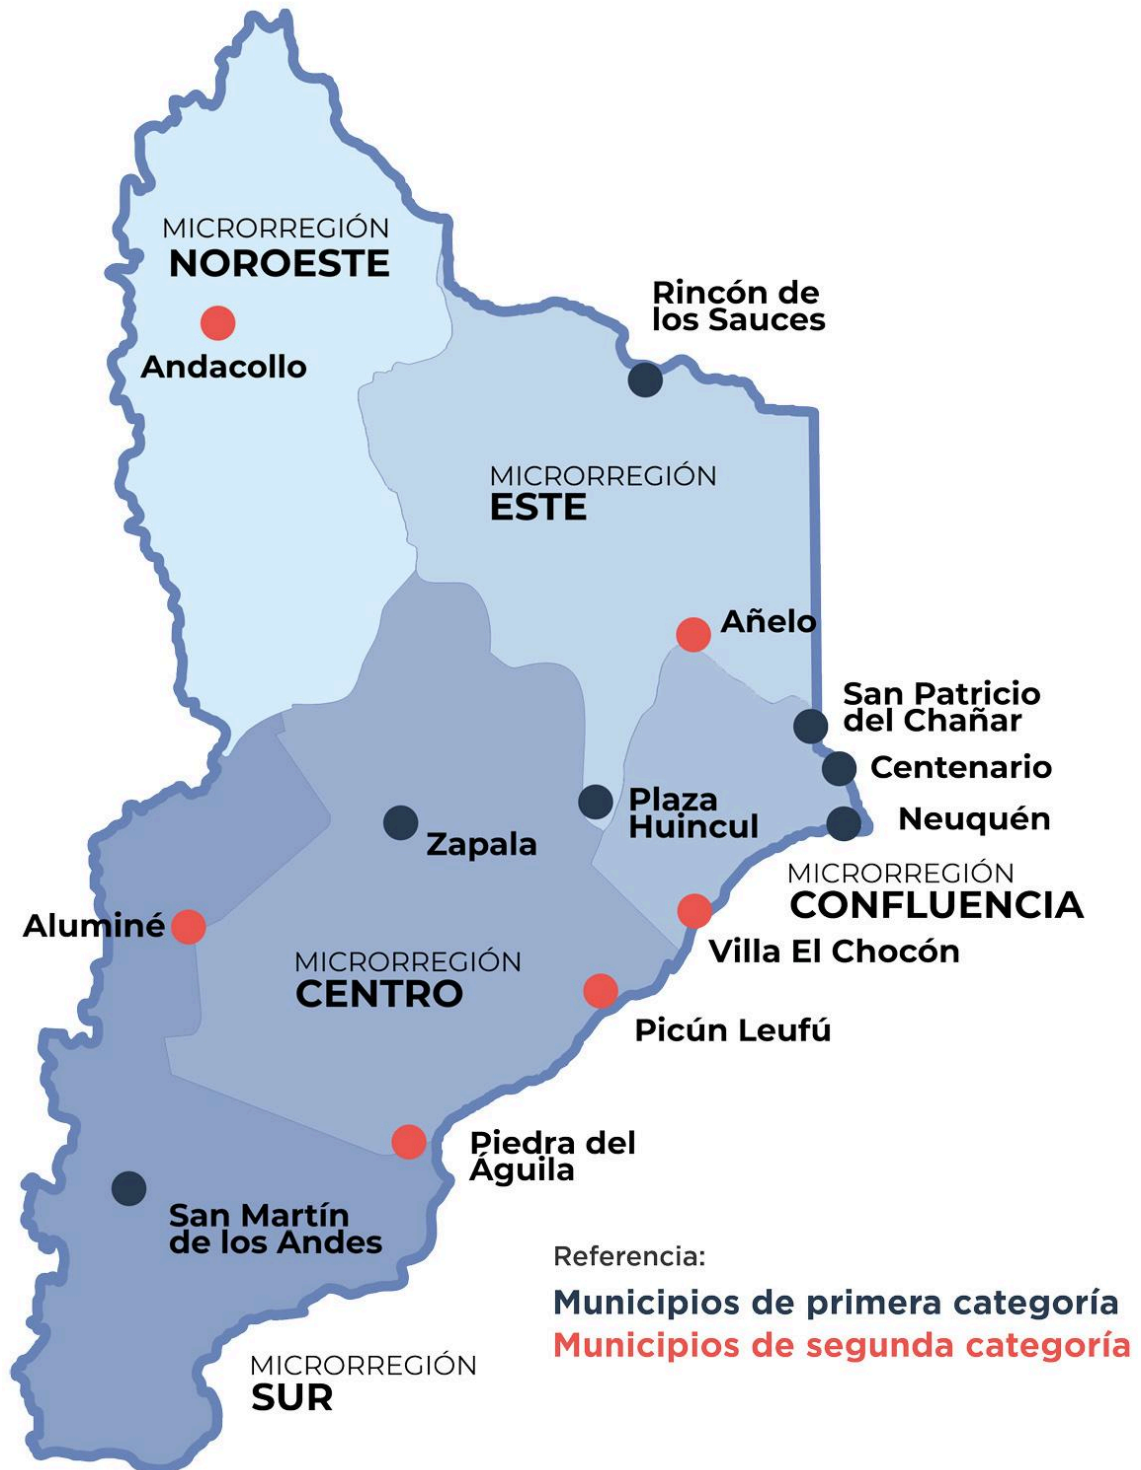 MICRORREGIÓN
NOROESTE
Rincón de
los Sauces
Andacollo
MICRORREGIÓN
ESTE
Añelo
San Patricio
del Chañar
Centenario
Plaza
Huincul
Neuquén
Zapala
MICRORREGIÓN
CONFLUENCIA
Aluminé
Villa El Chocón
MICRORREGIÓN
CENTRO
Picún Leufú
Piedra del
Águila
San Martín
de los Andes
Referencia:
Municipios de primera categoría
Municipios de segunda categoría
MICRORREGIÓN
SUR